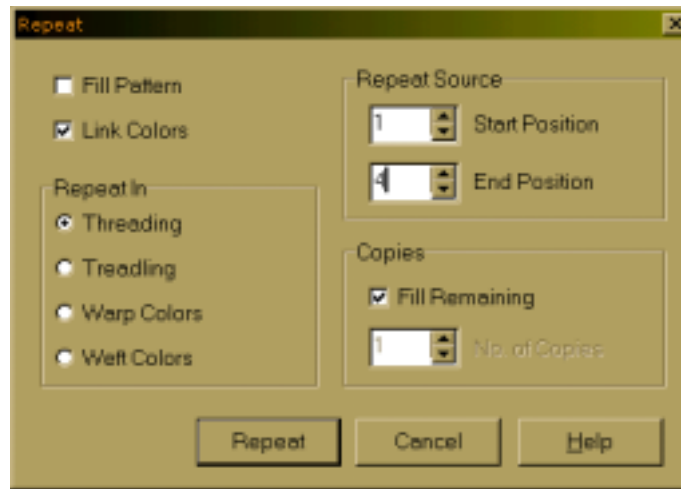 Repeat
Fill Pattern
Link Colors
Repeat In
Threading
Treadling
Warp Colors
Weft Colors
Repeat Source
1 Start Position
4 End Position
Copies
Fill Remaining
1 No. of Copies
Repeat Cancel Help